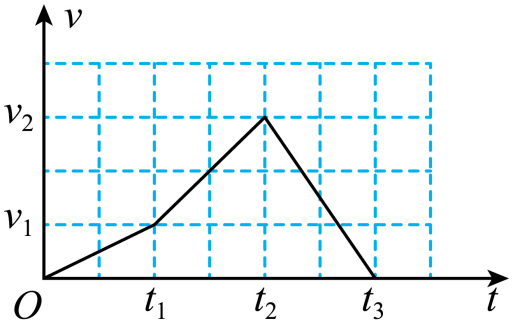 v
v₂
v₁
O t₁ t₂ t₃ t